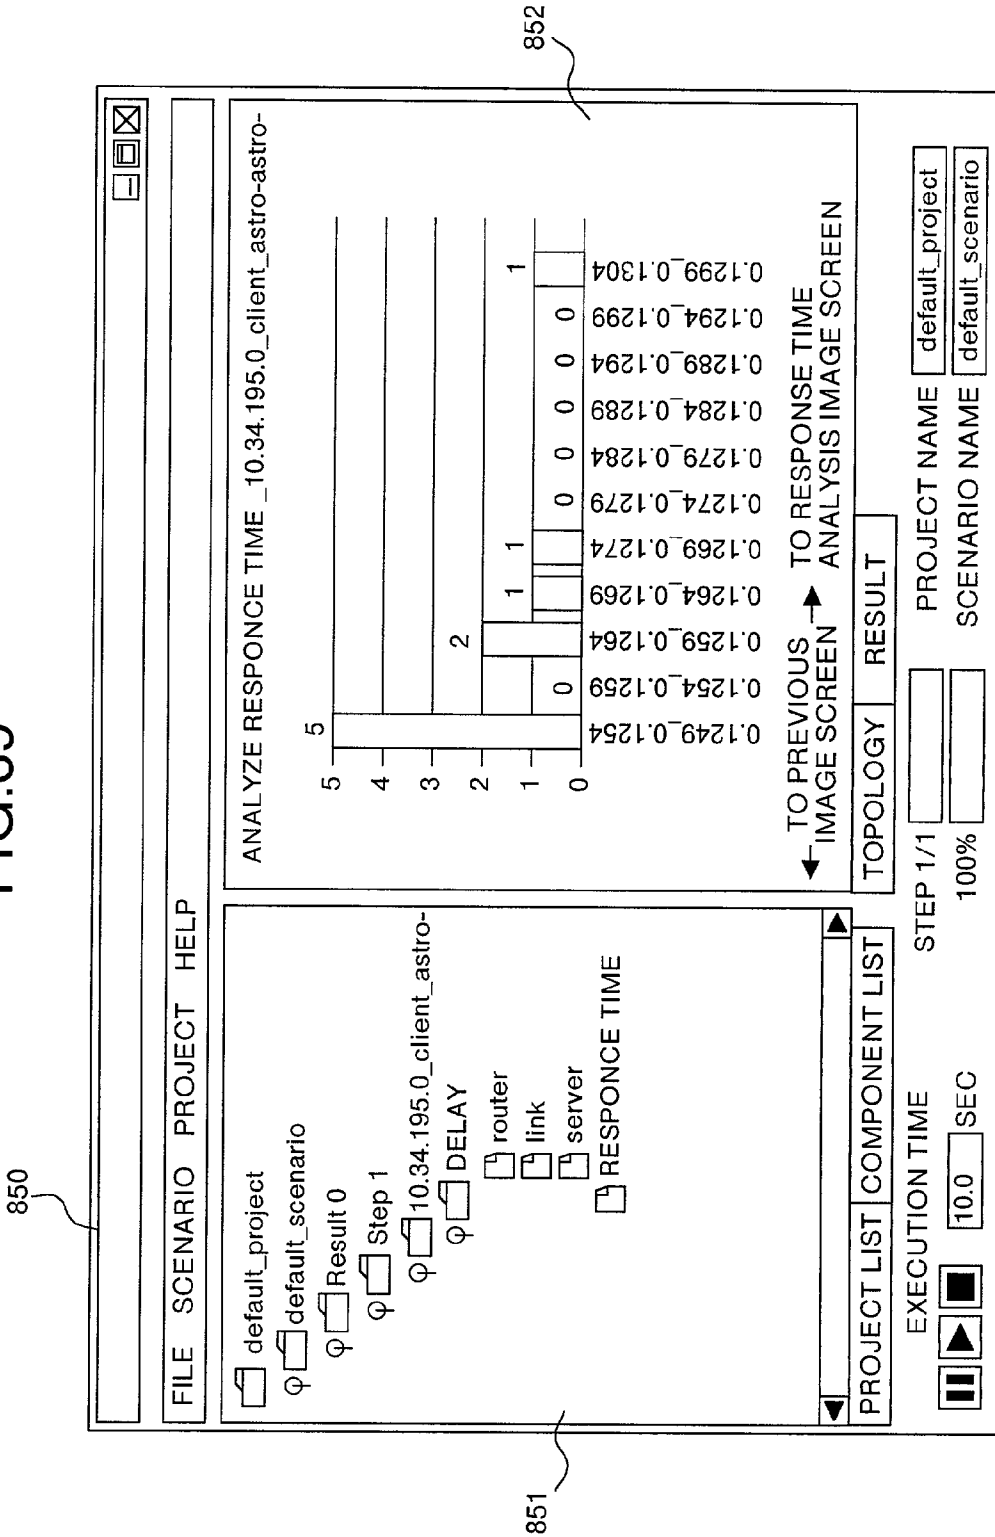 850
FILE SCENARIO PROJECT HELP
default_project
default_scenario
Result 0
Step 1
10.34.195.0_client_astro-
DELAY
router
link
server
RESPONCE TIME
851
ANALYZE RESPONCE TIME _10.34.195.0_client_astro-astro-
5
4
3
2
1
0
5
0
2
1
1
0
0
0
0
0
1
0.1249_0.1254
0.1254_0.1259
0.1259_0.1264
0.1264_0.1269
0.1269_0.1274
0.1274_0.1279
0.1279_0.1284
0.1284_0.1289
0.1289_0.1294
0.1294_0.1299
0.1299_0.1304
TO PREVIOUS
IMAGE SCREEN
TO RESPONSE TIME
ANALYSIS IMAGE SCREEN
852
PROJECT LIST COMPONENT LIST
TOPOLOGY RESULT
EXECUTION TIME
10.0 SEC
STEP 1/1
100%
PROJECT NAME default_project
SCENARIO NAME default_scenario